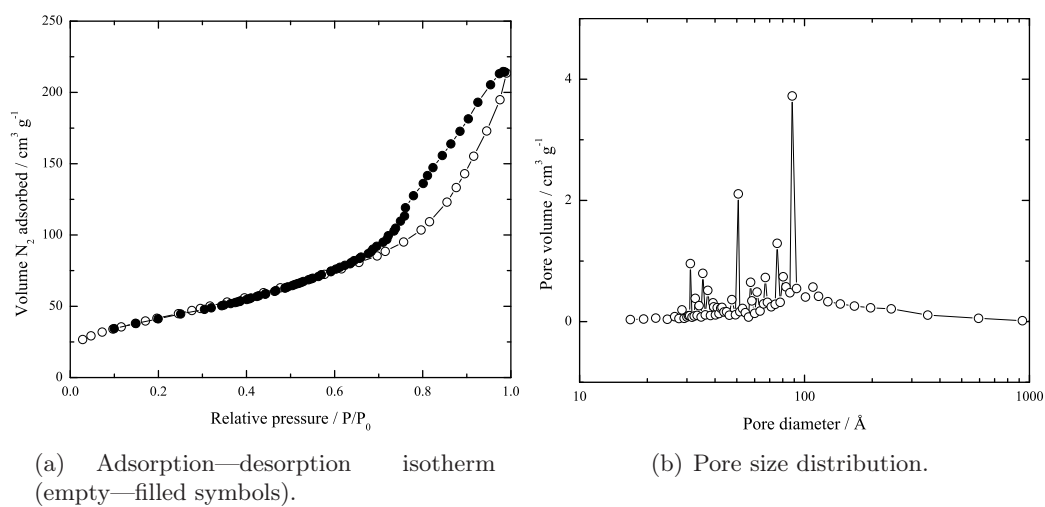 250
200
150
100
50
0
0.0 0.2 0.4 0.6 0.8 1.0
Volume N2 adsorbed / cm3 g-1
Relative pressure / P/P0
4
2
0
10 100 1000
Pore volume / cm3 g-1
Pore diameter / Å
(a) Adsorption—desorption isotherm
(empty—filled symbols).
(b) Pore size distribution.